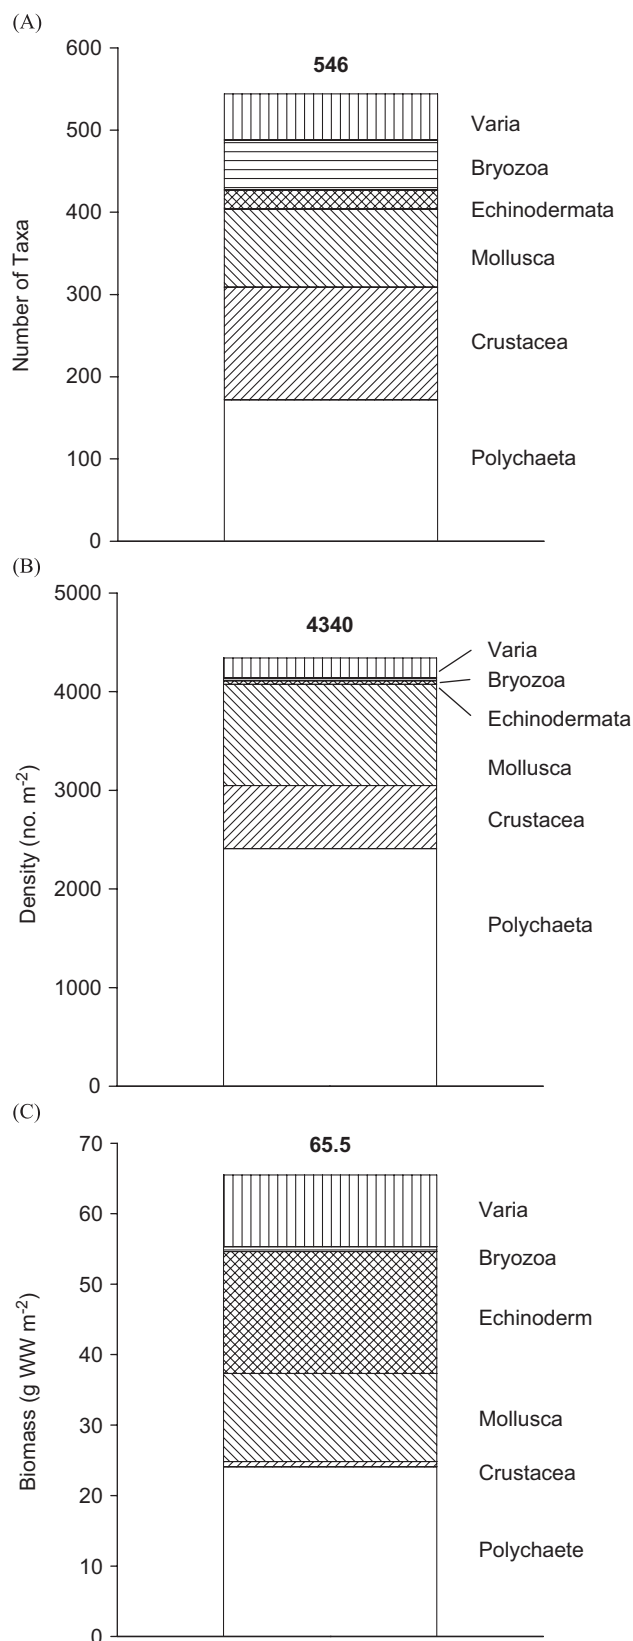 (A)
600
546
500
Varia
Bryozoa
400
Echinodermata
Mollusca
300
Crustacea
200
100
Polychaeta
0
Number of Taxa
(B)
5000
4340
Varia
4000
Bryozoa
Echinodermata
Mollusca
3000
Crustacea
2000
Polychaeta
1000
0
Density (no. m-2)
(C)
70
65.5
60
Varia
Bryozoa
50
Echinoderm
40
Mollusca
30
Crustacea
20
Polychaete
10
0
Biomass (g WW m-2)